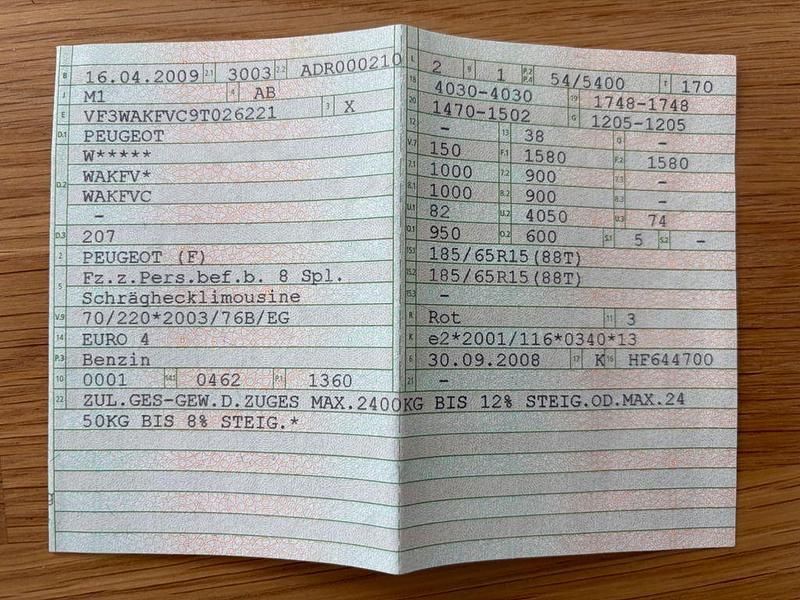 B 16.04.2009 2.1 3003 2.2 ADR000210
J M1 4 AB
E VF3WAKFVC9T026221 3 X
D.1 PEUGEOT
W*****
D.2 WAKFV*
WAKFVC
–
D.3 207
2 PEUGEOT (F)
5 Fz.z.Pers.bef.b. 8 Spl.
Schräghecklimousine
V.9 70/220*2003/76B/EG
14 EURO 4
P.3 Benzin
10 0001 14.1 0462 P.1 1360
22 ZUL.GES-GEW.D.ZUGES MAX.2400KG BIS 12% STEIG.OD.MAX.24
50KG BIS 8% STEIG.*
L 2 9 1 P.2 P.4 54/5400 T 170
18 4030-4030 19 1748-1748
20 1470-1502 G 1205-1205
12 – 13 38 Q –
V.7 150 F.1 1580 F.2 1580
7.1 1000 7.2 900 7.3 –
8.1 1000 8.2 900 8.3 –
U.1 82 U.2 4050 U.3 74
O.1 950 O.2 600 S.1 5 S.2 –
15.1 185/65R15(88T)
15.2 185/65R15(88T)
15.3 –
R Rot 11 3
K e2*2001/116*0340*13
6 30.09.2008 17 K 16 HF644700
21 –